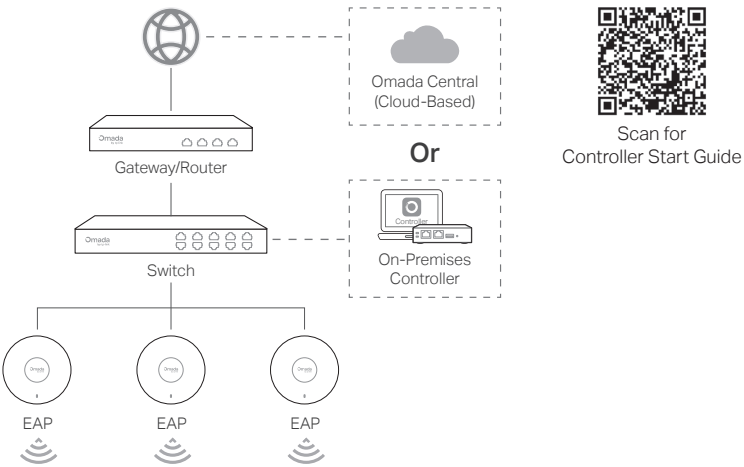 Omada Central
(Cloud-Based)
Scan for
Controller Start Guide
Omada
Gateway/Router
Or
Omada
Switch
Controller
On-Premises
Controller
Omada
Omada
Omada
EAP
EAP
EAP